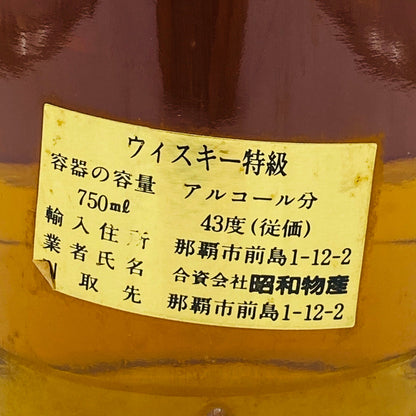 ウイスキー特級
容器の容量 アルコール分
750ml 43度(従価)
輸入住所 那覇市前島1-12-2
業者氏名 合資会社昭和物産
取先 那覇市前島1-12-2